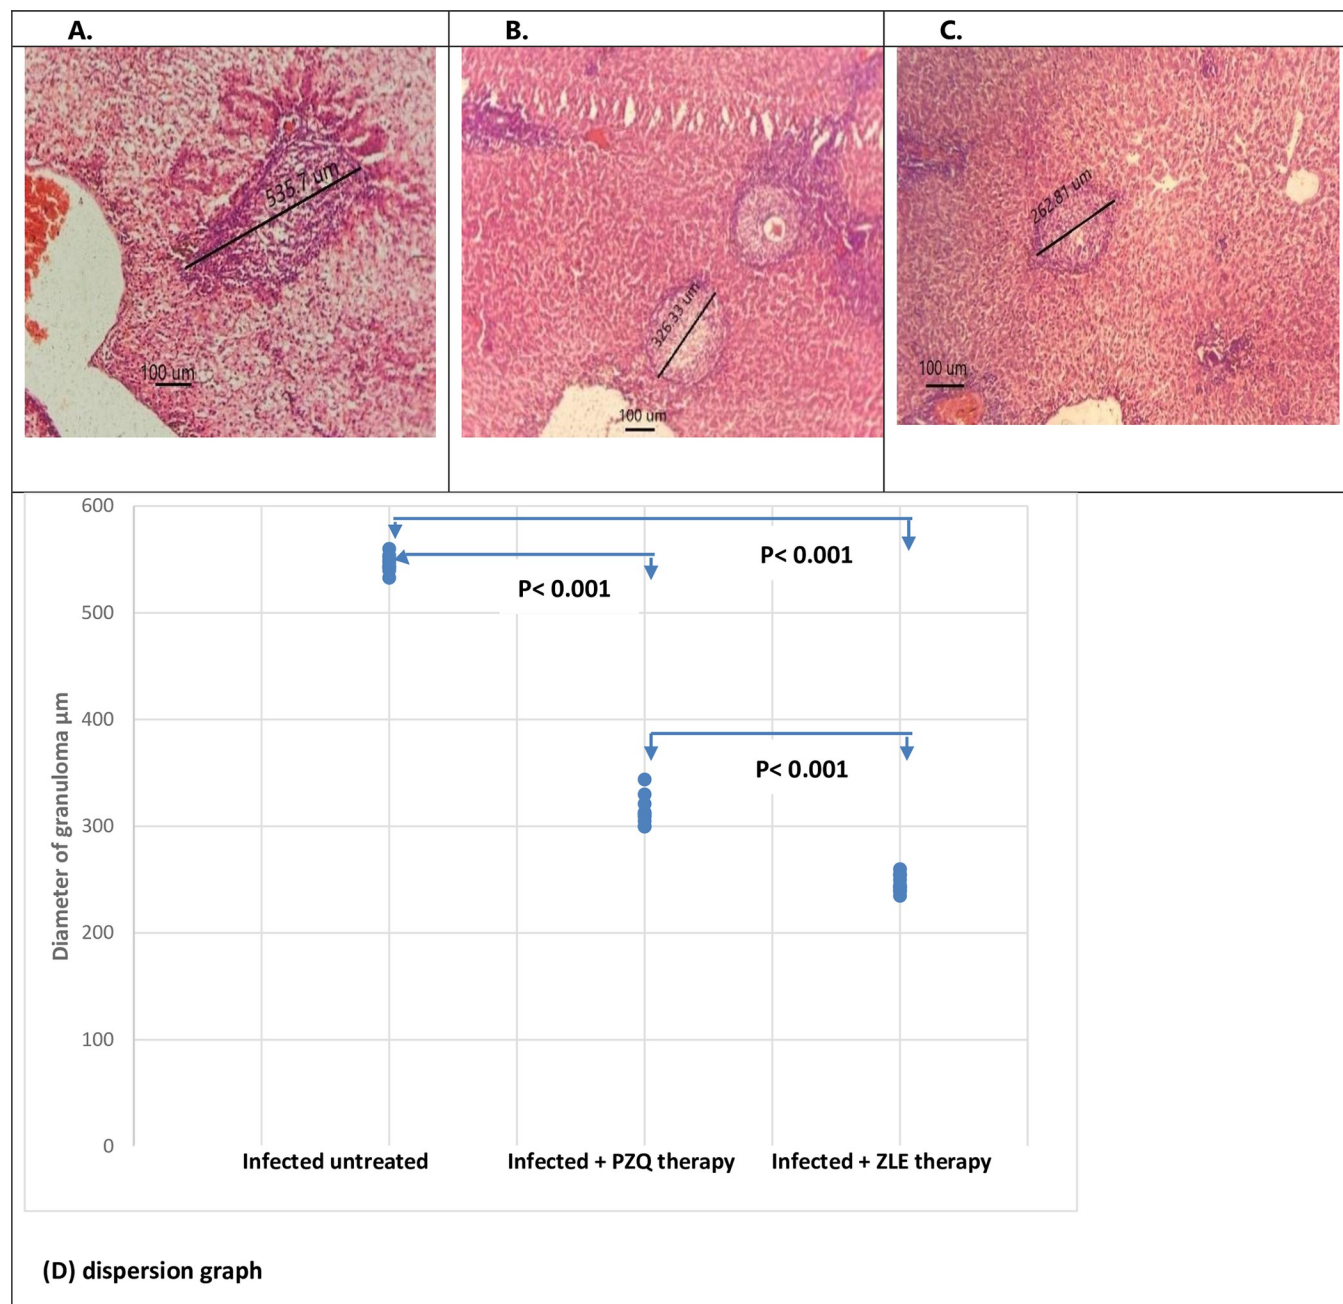 A.
B.
C.
535.7 um
100 um
326.33 um
100 um
262.81 um
100 um
600
500
400
300
200
100
0
Diameter of granuloma µm
P< 0.001
P< 0.001
P< 0.001
Infected untreated
Infected + PZQ therapy
Infected + ZLE therapy
(D) dispersion graph